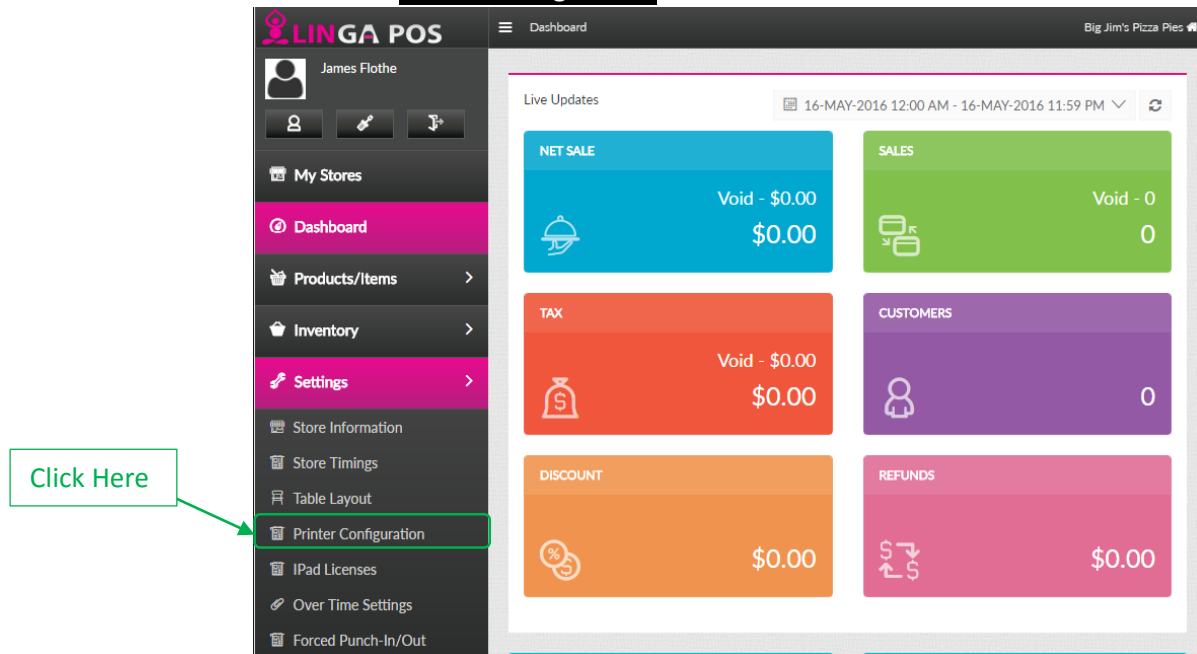 LINGA POS
Dashboard
Big Jim's Pizza Pies
James Flothe
My Stores
Dashboard
Products/Items
Inventory
Settings
Store Information
Store Timings
Table Layout
Printer Configuration
IPad Licenses
Over Time Settings
Forced Punch-In/Out
Click Here
Live Updates
16-MAY-2016 12:00 AM - 16-MAY-2016 11:59 PM
NET SALE
Void - $0.00
$0.00
SALES
Void - 0
0
TAX
Void - $0.00
$0.00
CUSTOMERS
0
DISCOUNT
$0.00
REFUNDS
$0.00